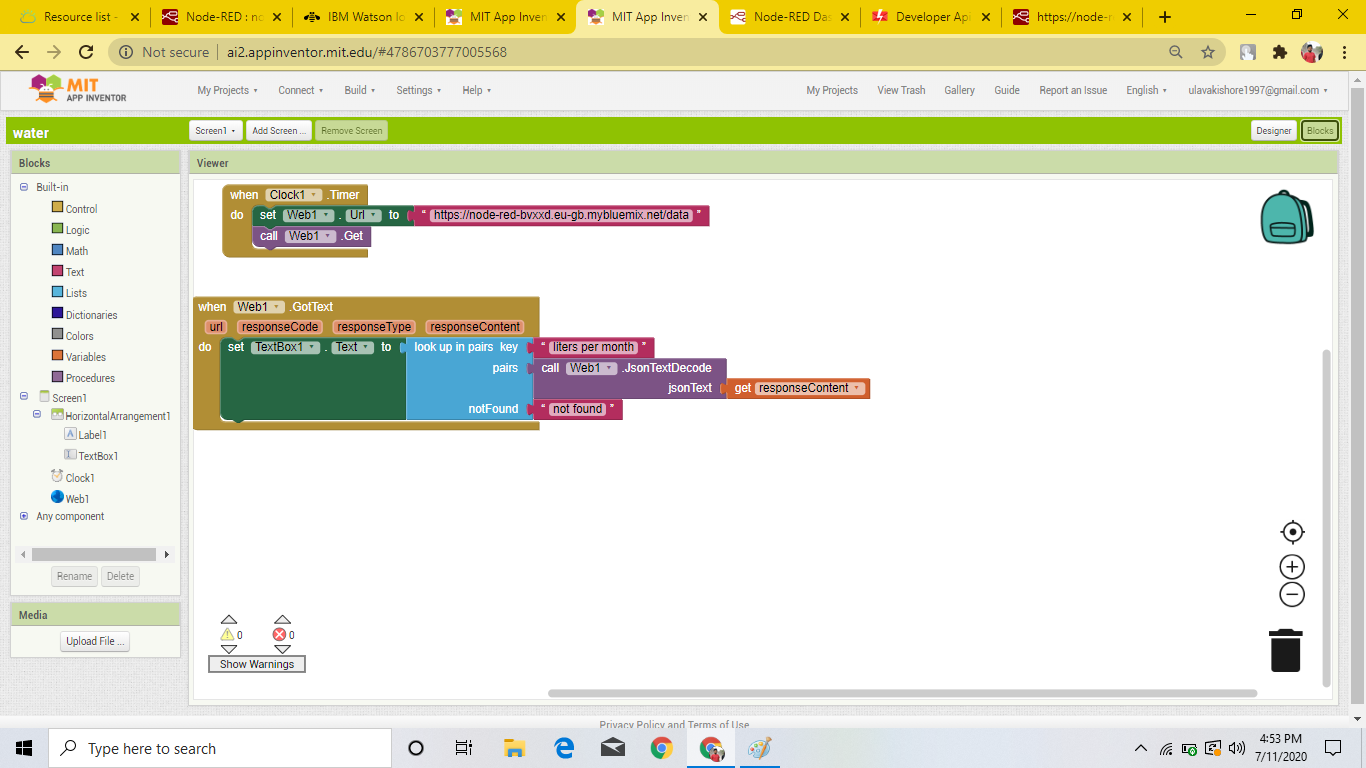 Resource list - Node-RED : no IBM Watson Io MIT App Inven MIT App Inven Node-RED Das Developer Api https://node-r
Not secure | ai2.appinventor.mit.edu/#4786703777005568
MIT
APP INVENTOR
My Projects Connect Build Settings Help My Projects View Trash Gallery Guide Report an Issue English ulavakishore1997@gmail.com
water Screen1 Add Screen ... Remove Screen Designer Blocks
Blocks Viewer
Built-in
Control
Logic
Math
Text
Lists
Dictionaries
Colors
Variables
Procedures
Screen1
HorizontalArrangement1
Label1
TextBox1
Clock1
Web1
Any component
Rename Delete
Media
Upload File ...
when Clock1 .Timer
do set Web1 . Url to " https://node-red-bvxxd.eu-gb.mybluemix.net/data "
call Web1 .Get
when Web1 .GotText
url responseCode responseType responseContent
do set TextBox1 . Text to look up in pairs key " liters per month "
pairs call Web1 .JsonTextDecode
jsonText get responseContent
notFound " not found "
0 0
Show Warnings
Privacy Policy and Terms of Use
Type here to search
4:53 PM
7/11/2020